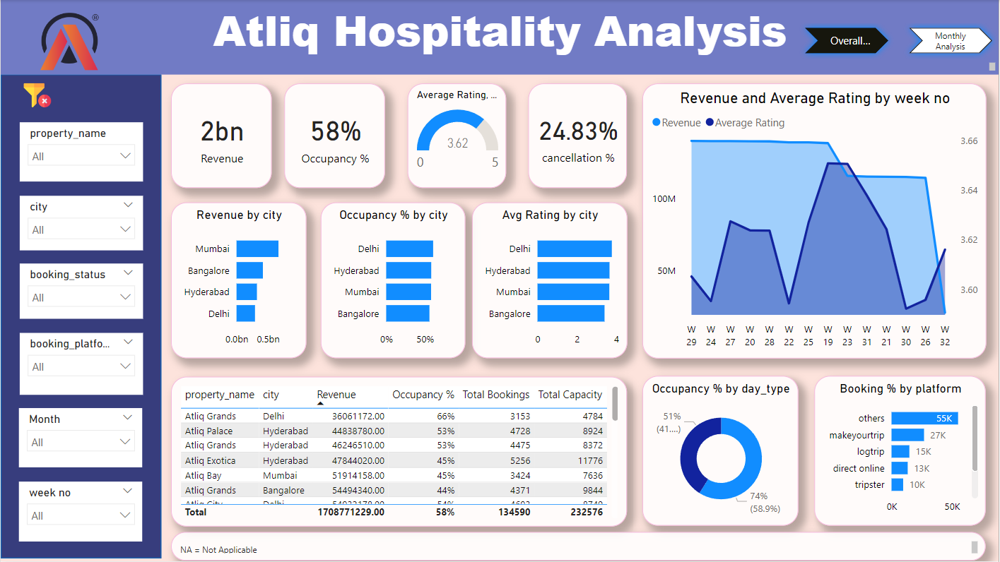 Atliq Hospitality Analysis
Overall...
Monthly
Analysis
®
property_name
All
city
All
booking_status
All
booking_platfo...
All
Month
All
week no
All
2bn
Revenue
58%
Occupancy %
Average Rating, ...
3.62
0
5
24.83%
cancellation %
Revenue and Average Rating by week no
Revenue
Average Rating
100M
50M
3.66
3.64
3.62
3.60
W W W W W W W W W W W W W W
29 24 27 20 28 22 25 19 23 31 21 30 26 32
Revenue by city
Mumbai
Bangalore
Hyderabad
Delhi
0.0bn 0.5bn
Occupancy % by city
Delhi
Hyderabad
Mumbai
Bangalore
0% 50%
Avg Rating by city
Delhi
Hyderabad
Mumbai
Bangalore
0 2 4
property_name city Revenue Occupancy % Total Bookings Total Capacity
Atliq Grands Delhi 36061172.00 66% 3153 4784
Atliq Palace Hyderabad 44838780.00 53% 4728 8924
Atliq Grands Hyderabad 46246510.00 53% 4475 8372
Atliq Exotica Hyderabad 47844020.00 45% 5256 11776
Atliq Bay Mumbai 51914158.00 45% 3424 7636
Atliq Grands Bangalore 54494340.00 44% 4371 9844
Atliq City Delhi
Total 1708771229.00 58% 134590 232576
Occupancy % by day_type
51%
(41....)
74%
(58.9%)
Booking % by platform
others 55K
makeyourtrip 27K
logtrip 15K
direct online 13K
tripster 10K
0K 50K
NA = Not Applicable